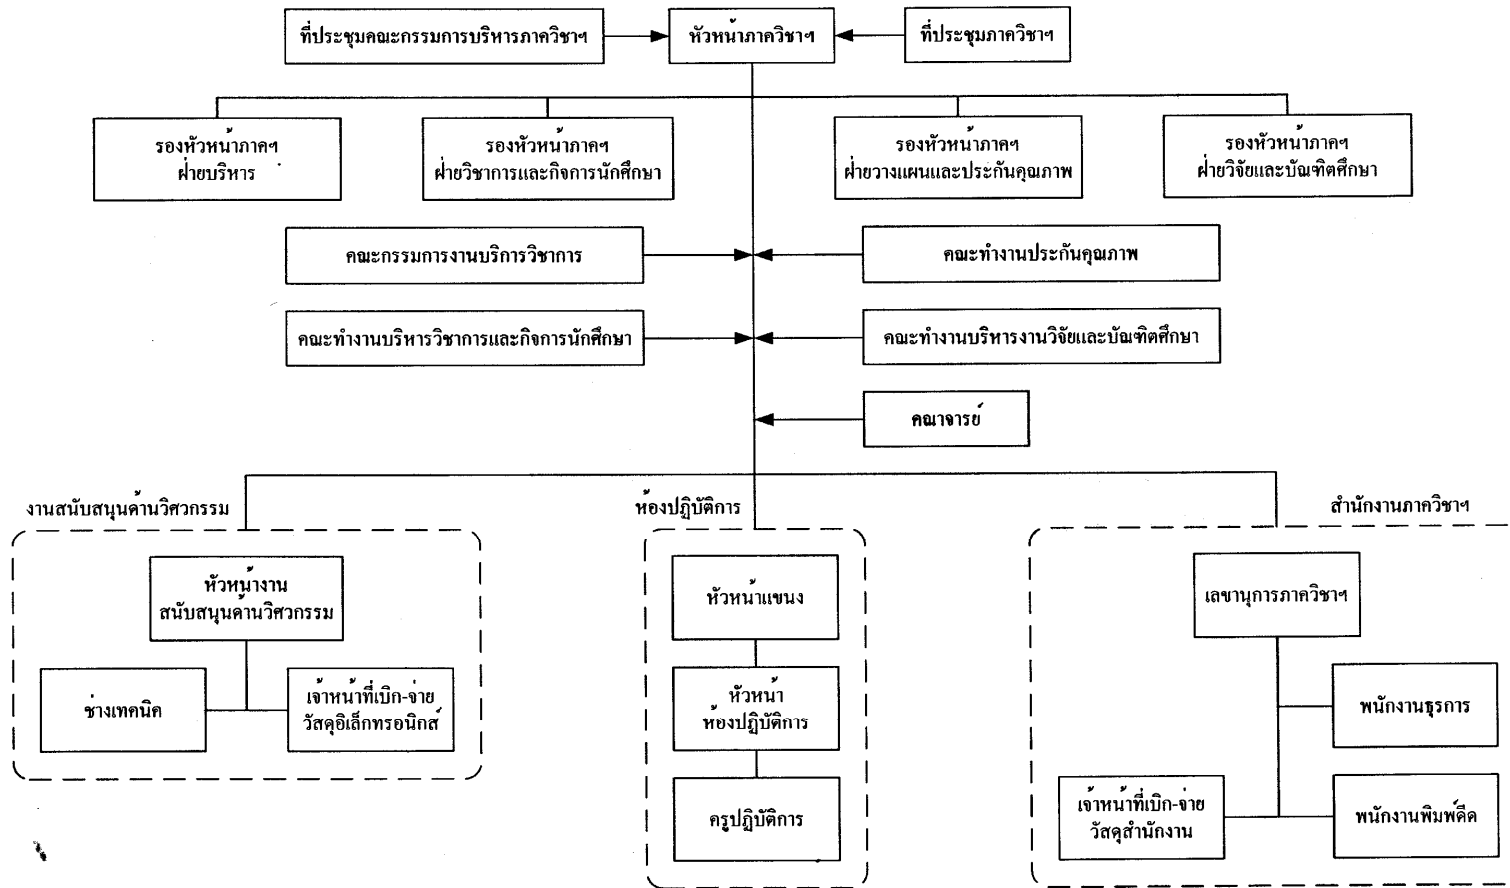 ที่ประชุมคณะกรรมการบริหารภาควิชาฯ
หัวหน้าภาควิชาฯ
ที่ประชุมภาควิชาฯ
รองหัวหน้าภาคฯ
ฝ่ายบริหาร
รองหัวหน้าภาคฯ
ฝ่ายวิชาการและกิจการนักศึกษา
รองหัวหน้าภาคฯ
ฝ่ายวางแผนและประกันคุณภาพ
รองหัวหน้าภาคฯ
ฝ่ายวิจัยและบัณฑิตศึกษา
คณะกรรมการงานบริการวิชาการ
คณะทำงานประกันคุณภาพ
คณะทำงานบริหารวิชาการและกิจการนักศึกษา
คณะทำงานบริหารงานวิจัยและบัณฑิตศึกษา
คณาจารย์
งานสนับสนุนด้านวิศวกรรม
หัวหน้างาน
สนับสนุนด้านวิศวกรรม
ช่างเทคนิค
เจ้าหน้าที่เบิก-จ่าย
วัสดุอิเล็กทรอนิกส์
ห้องปฏิบัติการ
หัวหน้าแขนง
หัวหน้า
ห้องปฏิบัติการ
ครูปฏิบัติการ
สำนักงานภาควิชาฯ
เลขานุการภาควิชาฯ
พนักงานธุรการ
เจ้าหน้าที่เบิก-จ่าย
วัสดุสำนักงาน
พนักงานพิมพ์ดีด